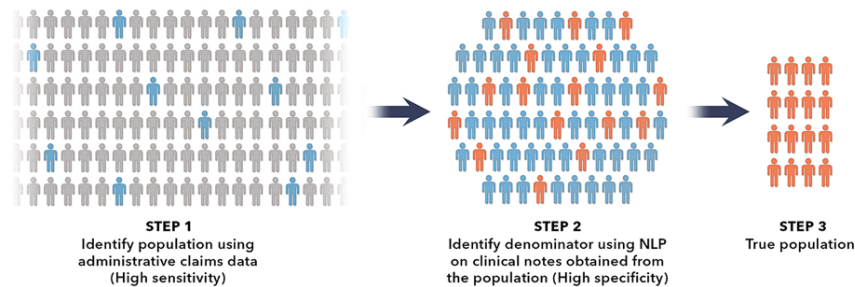 STEP 1
Identify population using
administrative claims data
(High sensitivity)
STEP 2
Identify denominator using NLP
on clinical notes obtained from
the population (High specificity)
STEP 3
True population